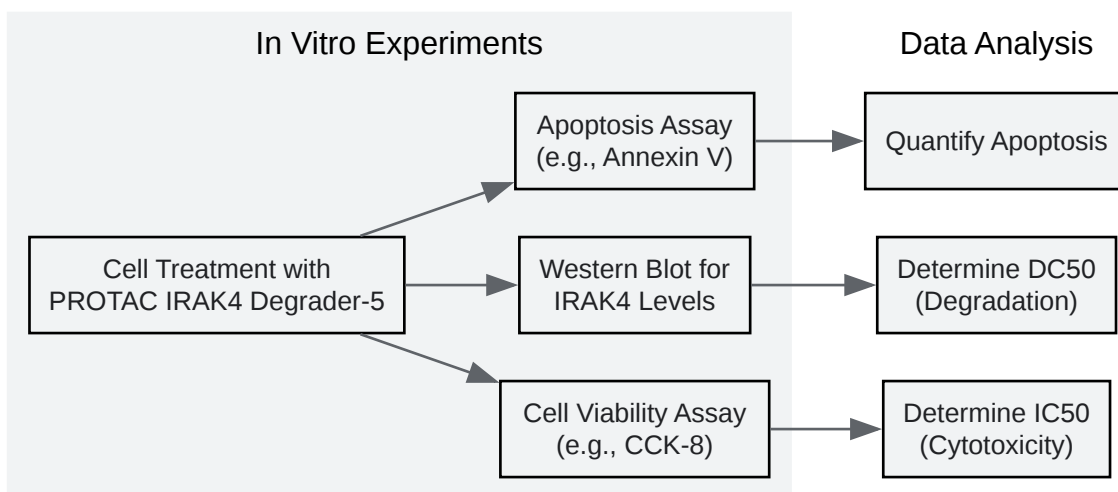 In Vitro Experiments
Data Analysis
Apoptosis Assay
(e.g., Annexin V)
Quantify Apoptosis
Cell Treatment with
PROTAC IRAK4 Degrader-5
Western Blot for
IRAK4 Levels
Determine DC50
(Degradation)
Cell Viability Assay
(e.g., CCK-8)
Determine IC50
(Cytotoxicity)